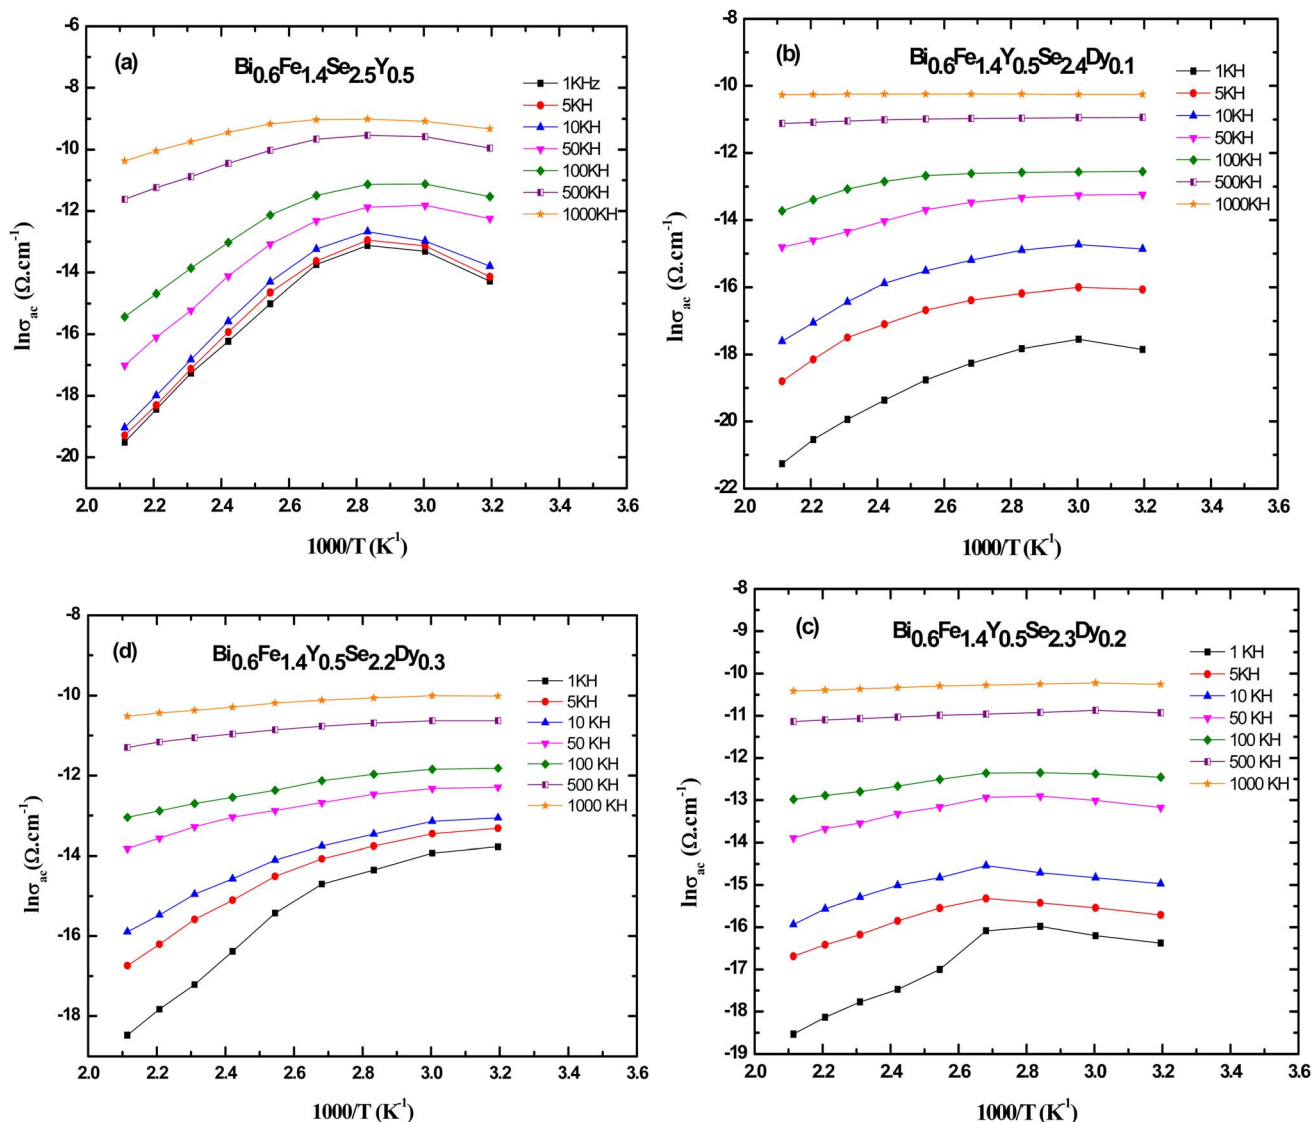 (a)
Bi0.6Fe1.4Se2.5Y0.5
1KHz
5KH
10KH
50KH
100KH
500KH
1000KH
-6
-8
-10
-12
-14
-16
-18
-20
lnσac (Ω.cm-1)
2.0 2.2 2.4 2.6 2.8 3.0 3.2 3.4 3.6
1000/T (K-1)
(b)
Bi0.6Fe1.4Y0.5Se2.4Dy0.1
1KH
5KH
10KH
50KH
100KH
500KH
1000KH
-8
-10
-12
-14
-16
-18
-20
-22
lnσac (Ω.cm-1)
2.0 2.2 2.4 2.6 2.8 3.0 3.2 3.4 3.6
1000/T (K-1)
(d)
Bi0.6Fe1.4Y0.5Se2.2Dy0.3
1KH
5KH
10 KH
50 KH
100 KH
500 KH
1000 KH
-8
-10
-12
-14
-16
-18
lnσac(Ω.cm-1)
2.0 2.2 2.4 2.6 2.8 3.0 3.2 3.4 3.6
1000/T (K-1)
(c)
Bi0.6Fe1.4Y0.5Se2.3Dy0.2
1 KH
5 KH
10 KH
50 KH
100 KH
500 KH
1000 KH
-8
-9
-10
-11
-12
-13
-14
-15
-16
-17
-18
-19
lnσac (Ω.cm-1)
2.0 2.2 2.4 2.6 2.8 3.0 3.2 3.4 3.6
1000/T (K-1)